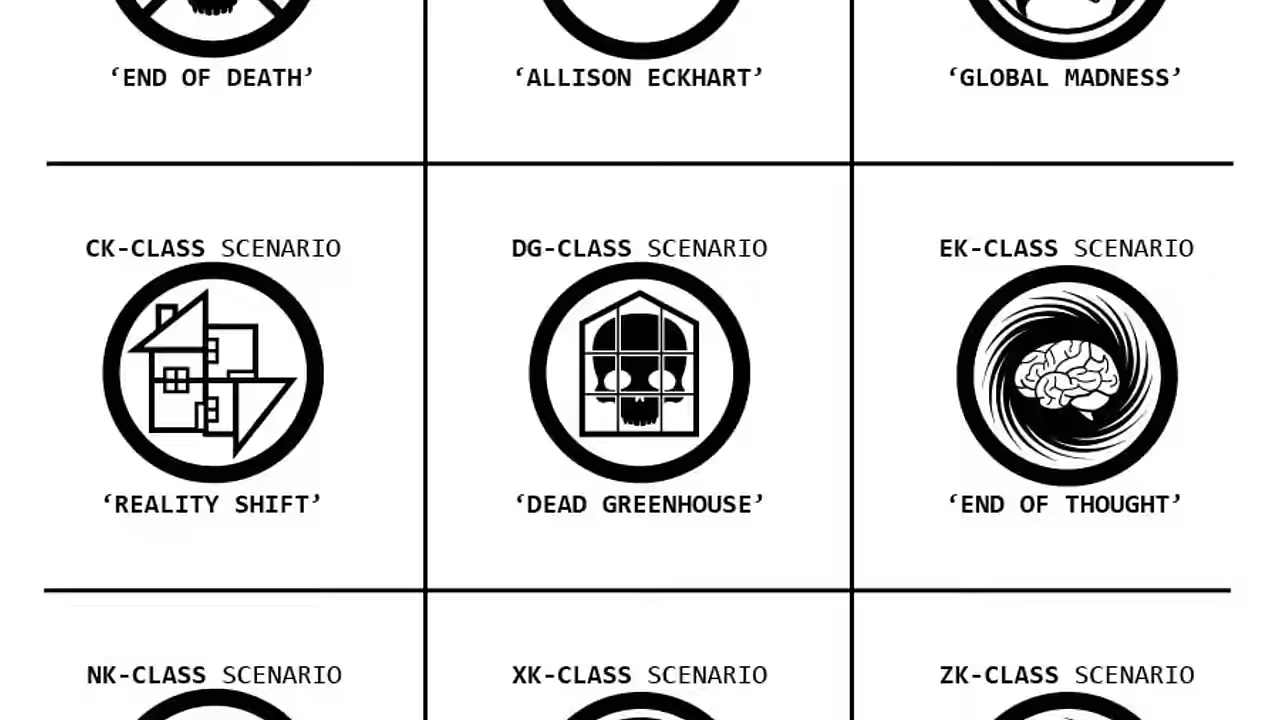 ‘END OF DEATH’
‘ALLISON ECKHART’
‘GLOBAL MADNESS’
CK-CLASS SCENARIO
DG-CLASS SCENARIO
EK-CLASS SCENARIO
‘REALITY SHIFT’
‘DEAD GREENHOUSE’
‘END OF THOUGHT’
NK-CLASS SCENARIO
XK-CLASS SCENARIO
ZK-CLASS SCENARIO